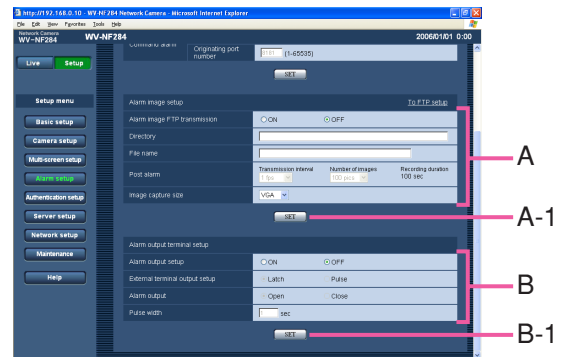 http://192.168.0.10 - WV-NF284 Network Camera - Microsoft Internet Explorer
File Edit View Favorites Tools Help
Network Camera
WV-NF284
WV-NF284
2006/01/01 0:00
Live
Setup
Command alarm
Originating port number
(1-65535)
SET
Setup menu
Basic setup
Camera setup
Multi-screen setup
Alarm setup
Authentication setup
Server setup
Network setup
Maintenance
Help
Alarm image setup
To FTP setup
Alarm image FTP transmission
ON
OFF
Directory
File name
Post alarm
Transmission interval
Number of images
Recording duration
1 fps
100 pics
100 sec
Image capture size
VGA
SET
Alarm output terminal setup
Alarm output setup
ON
OFF
External terminal output setup
Latch
Pulse
Alarm output
Open
Close
Pulse width
sec
SET
A
A-1
B
B-1